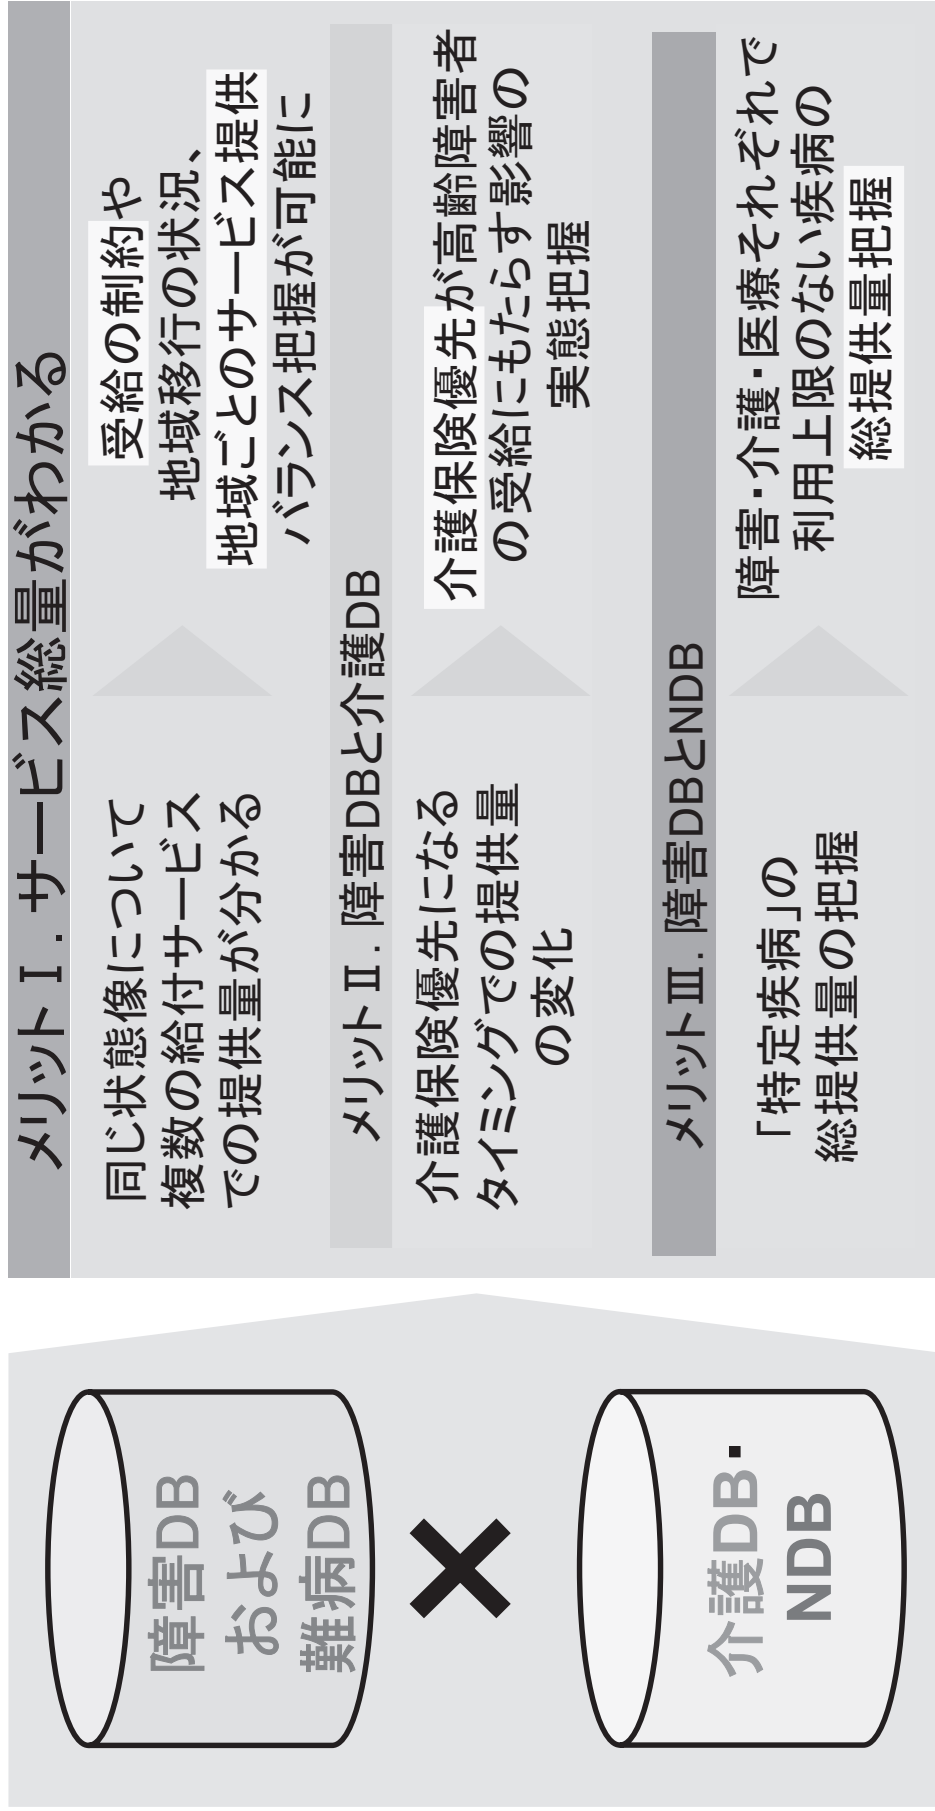 障害DB
および
難病DB
×
介護DB・
NDB
メリットⅠ. サービス総量がわかる
同じ状態像について
複数の給付サービス
での提供量が分かる
受給の制約や
地域移行の状況、
地域ごとのサービス提供
バランス把握が可能に
メリットⅡ. 障害DBと介護DB
介護保険優先になる
タイミングでの提供量
の変化
介護保険優先が高齢障害者
の受給にもたらす影響の
実態把握
メリットⅢ. 障害DBとNDB
「特定疾病」の
総提供量の把握
障害・介護・医療それぞれで
利用上限のない疾病の
総提供量把握